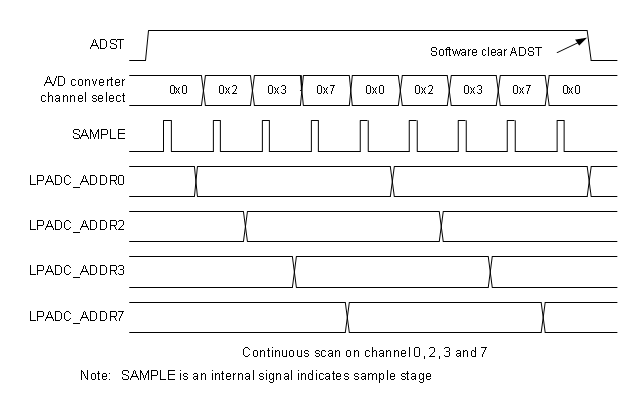 ADST
Software clear ADST
A/D converter
channel select
0x0 0x2 0x3 0x7 0x0 0x2 0x3 0x7 0x0
SAMPLE
LPADC_ADDR0
LPADC_ADDR2
LPADC_ADDR3
LPADC_ADDR7
Continuous scan on channel 0, 2, 3 and 7
Note: SAMPLE is an internal signal indicates sample stage